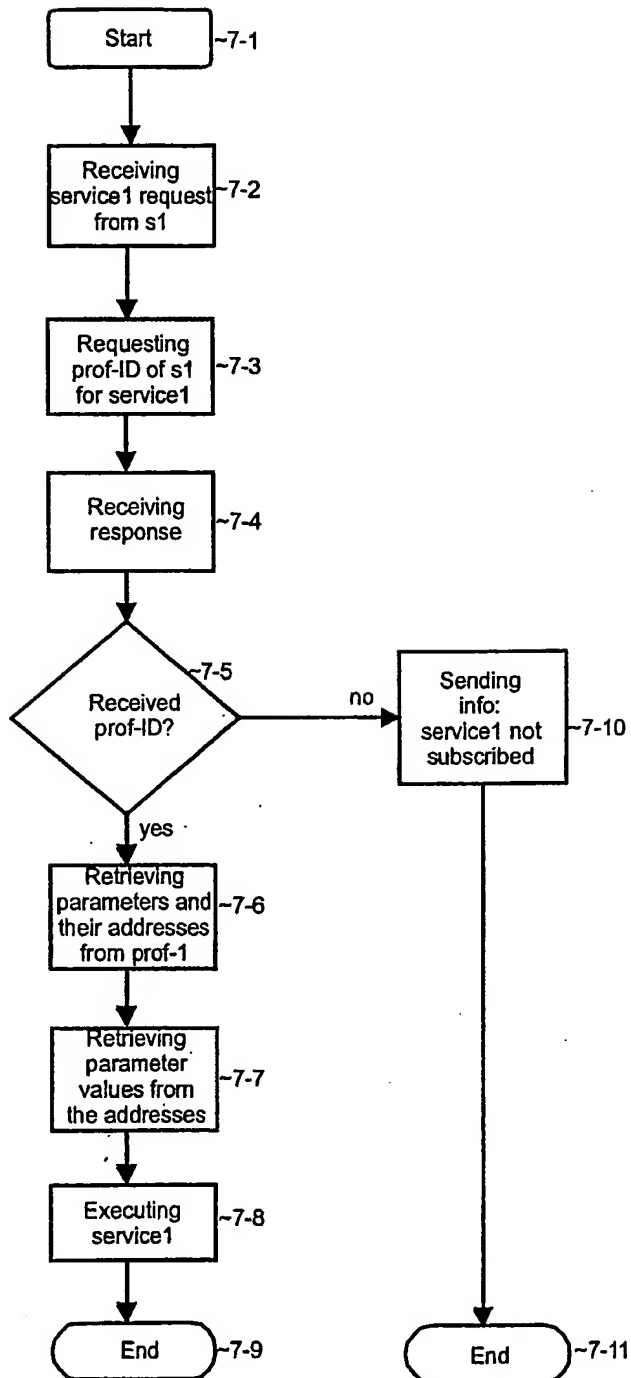 Start
~7-1
Receiving
service1 request
from s1
~7-2
Requesting
prof-ID of s1
for service1
~7-3
Receiving
response
~7-4
~7-5
Received
prof-ID?
no
Sending
info:
service1 not
subscribed
~7-10
yes
Retrieving
parameters and
their addresses
from prof-1
~7-6
Retrieving
parameter
values from
the addresses
~7-7
Executing
service1
~7-8
End
~7-9
End
~7-11